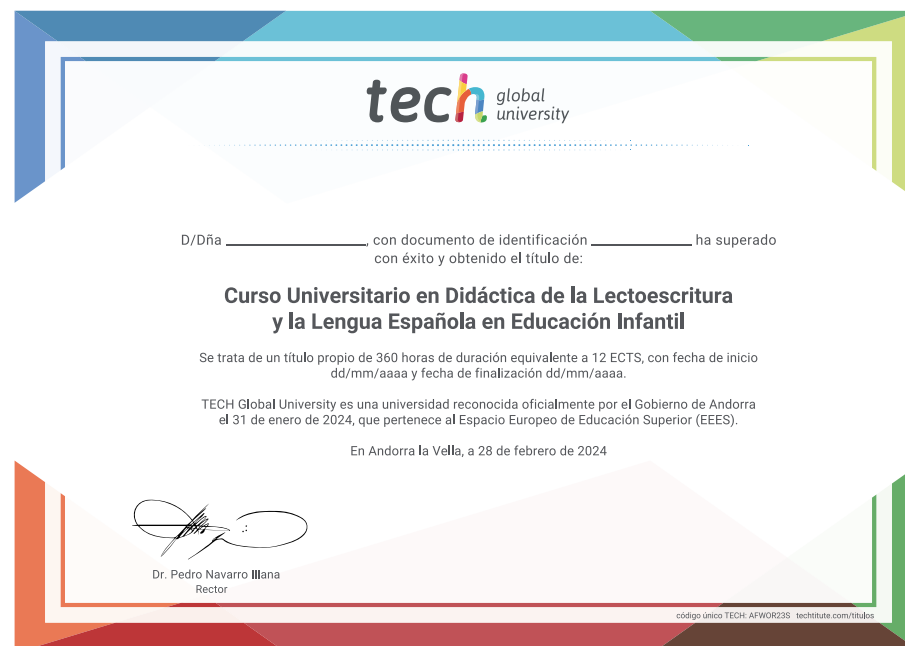 tech global
university
D/Dña ______________, con documento de identificación __________ ha superado
con éxito y obtenido el título de:
Curso Universitario en Didáctica de la Lectoescritura
y la Lengua Española en Educación Infantil
Se trata de un título propio de 360 horas de duración equivalente a 12 ECTS, con fecha de inicio
dd/mm/aaaa y fecha de finalización dd/mm/aaaa.
TECH Global University es una universidad reconocida oficialmente por el Gobierno de Andorra
el 31 de enero de 2024, que pertenece al Espacio Europeo de Educación Superior (EEES).
En Andorra la Vella, a 28 de febrero de 2024
Dr. Pedro Navarro Illana
Rector
código único TECH: AFWOR23S techtitute.com/titulos